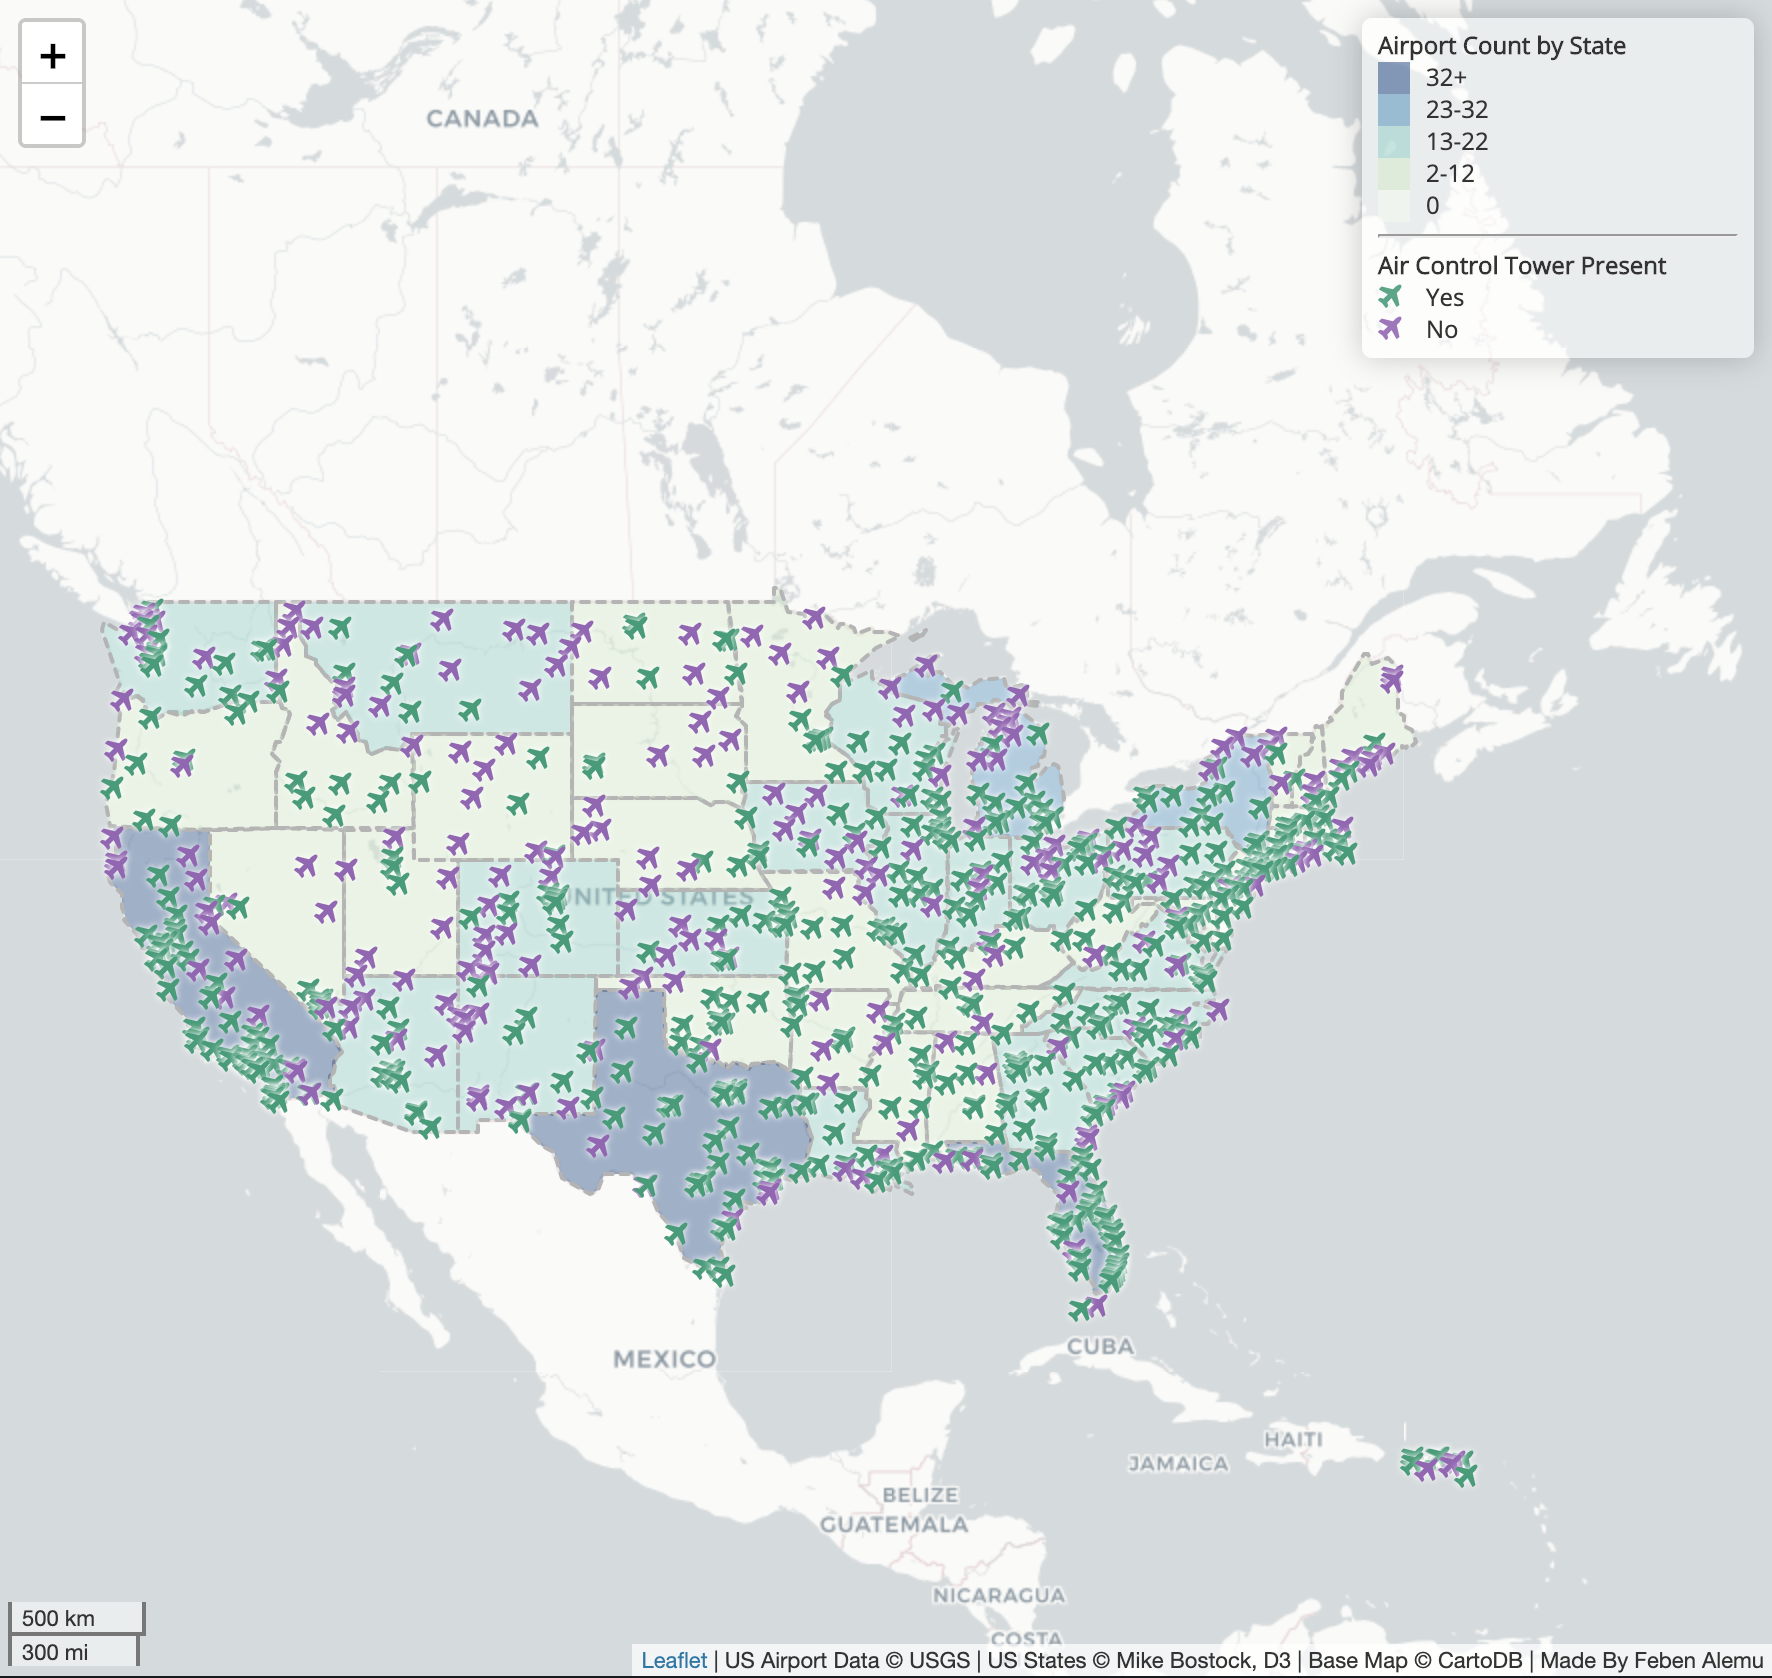 +
−
CANADA
Airport Count by State
32+
23-32
13-22
2-12
0
Air Control Tower Present
Yes
No
UNITED STATES
MEXICO
CUBA
HAITI
JAMAICA
BELIZE
GUATEMALA
NICARAGUA
COSTA
500 km
300 mi
Leaflet | US Airport Data © USGS | US States © Mike Bostock, D3 | Base Map © CartoDB | Made By Feben Alemu